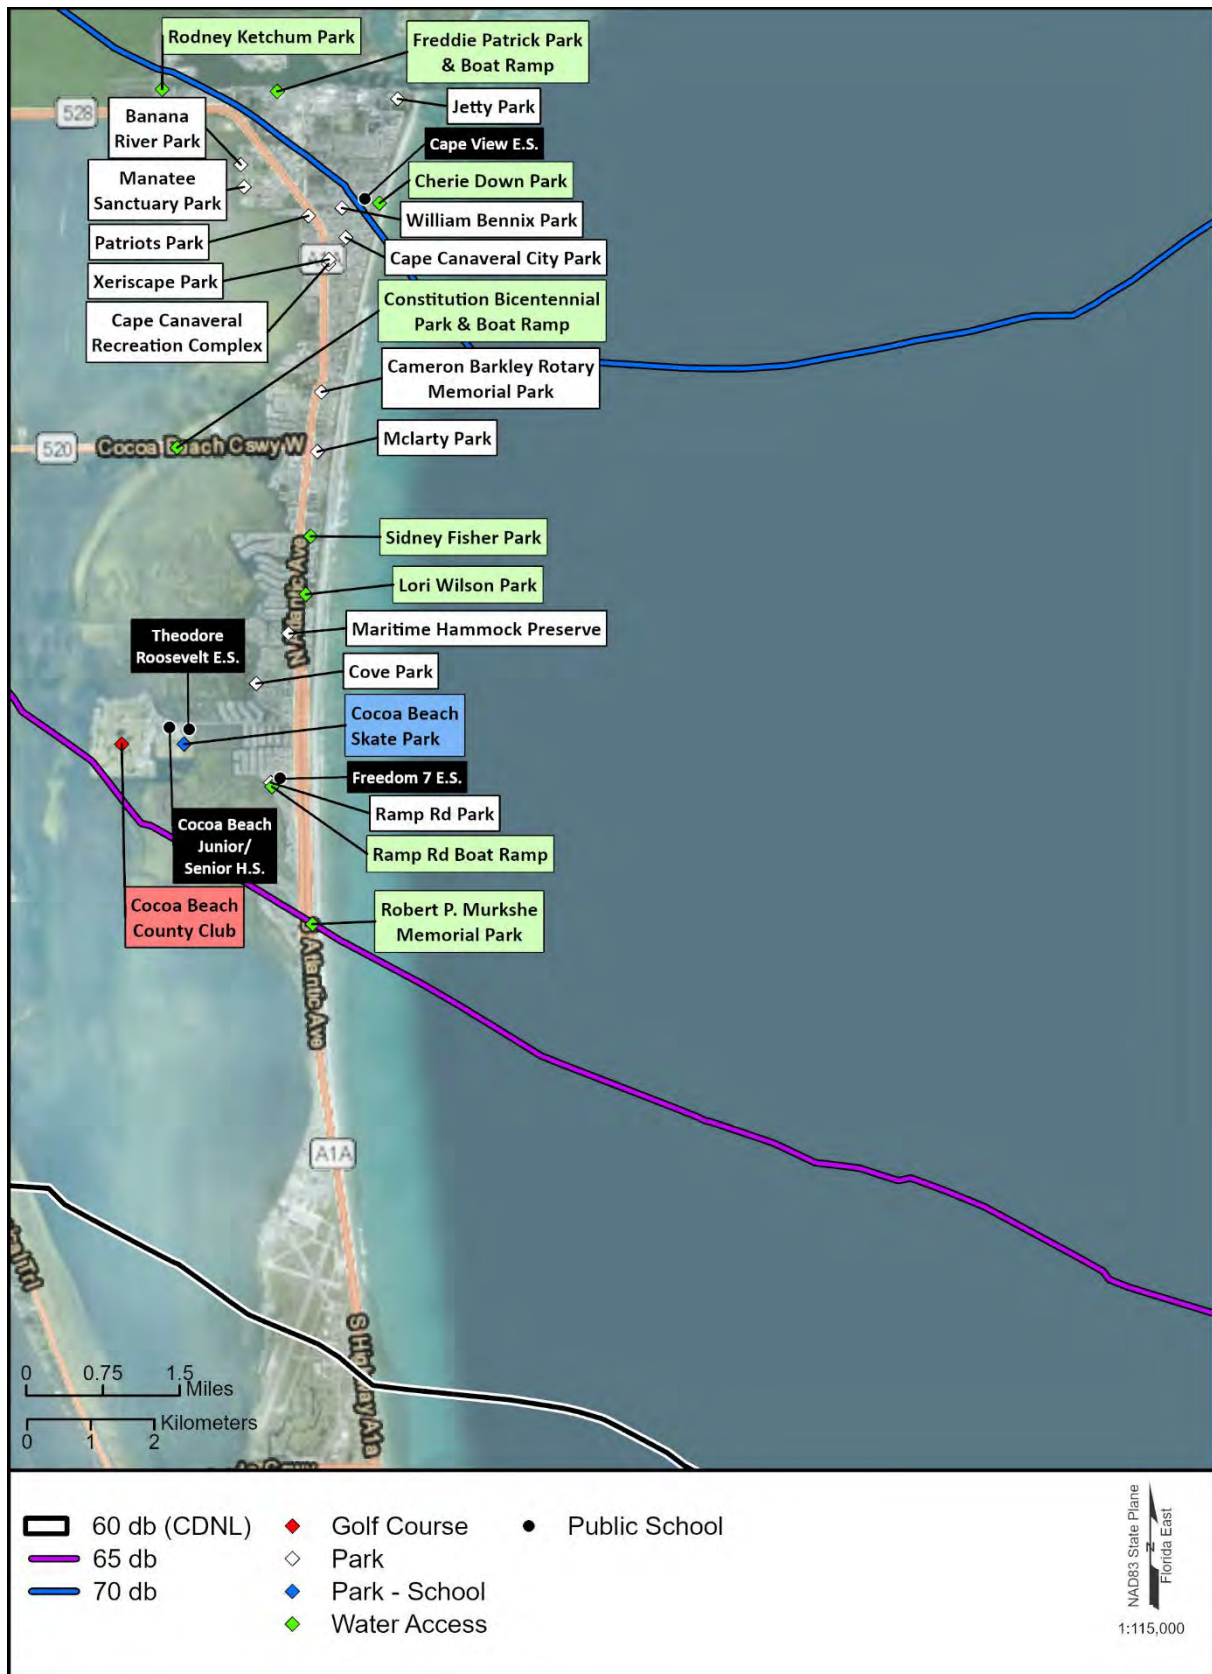 Rodney Ketchum Park
Freddie Patrick Park
& Boat Ramp
528
Jetty Park
Banana
River Park
Cape View E.S.
Manatee
Sanctuary Park
Cherie Down Park
William Bennix Park
Patriots Park
Cape Canaveral City Park
Xeriscape Park
Constitution Bicentennial
Park & Boat Ramp
Cape Canaveral
Recreation Complex
Cameron Barkley Rotary
Memorial Park
520
Cocoa Beach Cswy W
Mclarty Park
Sidney Fisher Park
N Atlantic Ave
Lori Wilson Park
Theodore
Roosevelt E.S.
Maritime Hammock Preserve
Cove Park
Cocoa Beach
Skate Park
Freedom 7 E.S.
Ramp Rd Park
Cocoa Beach
Junior/
Senior H.S.
Ramp Rd Boat Ramp
Cocoa Beach
County Club
Robert P. Murkshe
Memorial Park
S Atlantic Ave
A1A
S Highway A1a
0 0.75 1.5
Miles
Kilometers
0 1 2
60 db (CDNL)
65 db
70 db
Golf Course
Park
Park - School
Water Access
Public School
NAD83 State Plane
Florida East
N
1:115,000